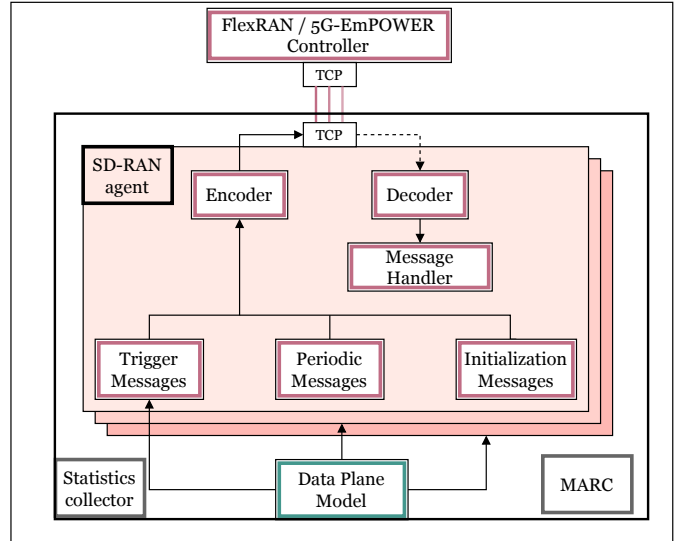 FlexRAN / 5G-EmPOWER
Controller
TCP
TCP
SD-RAN
agent
Encoder
Decoder
Message
Handler
Trigger
Messages
Periodic
Messages
Initialization
Messages
Statistics
collector
Data Plane
Model
MARC